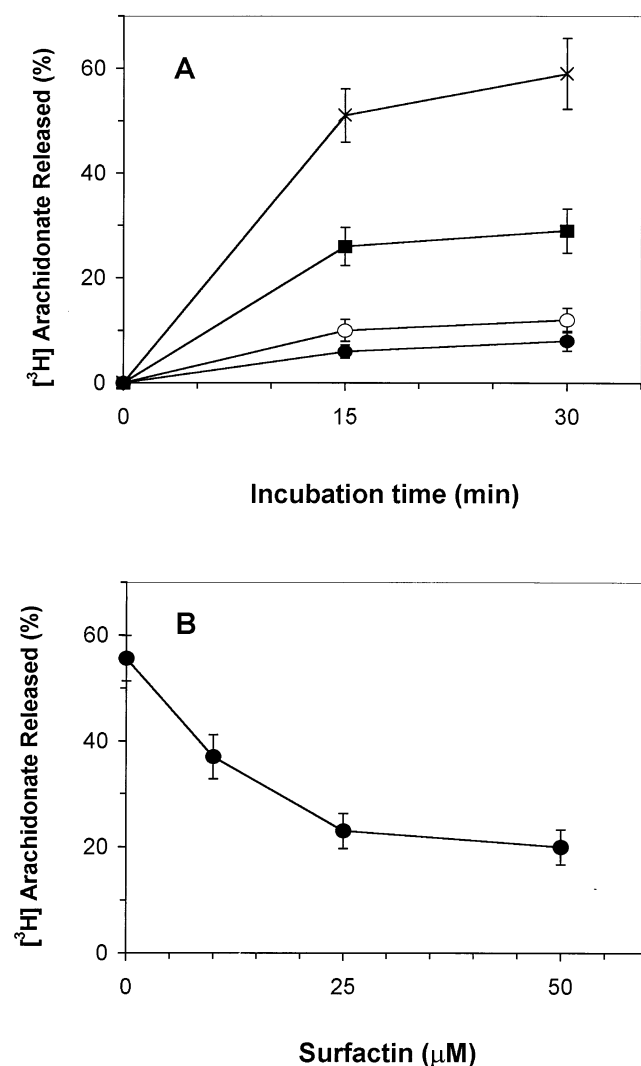 A
[³H] Arachidonate Released (%)
60
40
20
0
0 15 30
Incubation time (min)
B
[³H] Arachidonate Released (%)
60
40
20
0
0 25 50
Surfactin (μM)